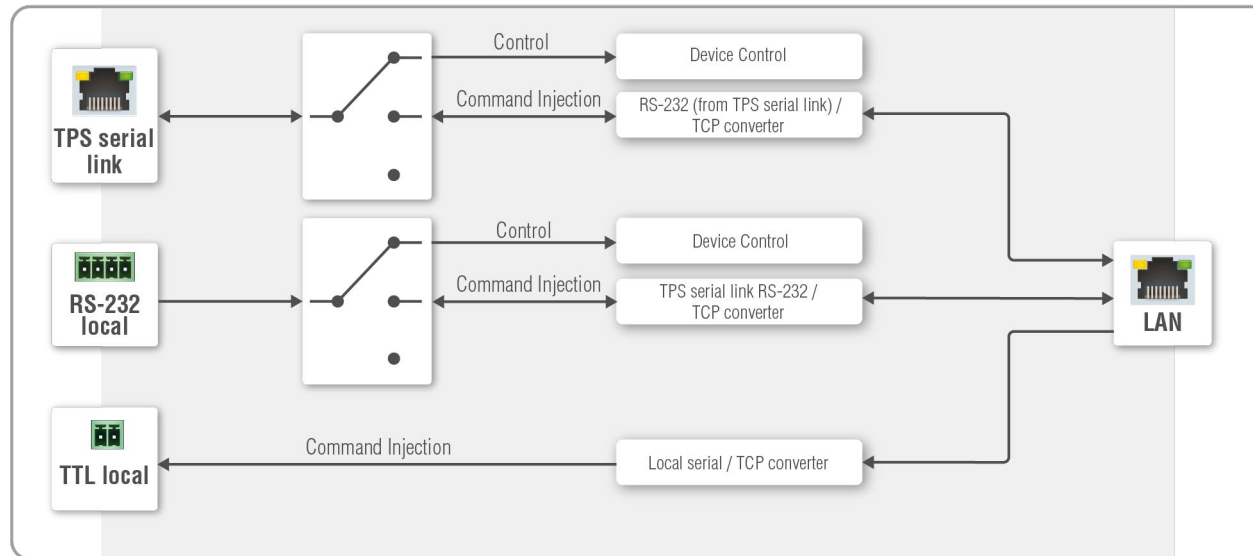 TPS serial
link
Control
Device Control
Command Injection
RS-232 (from TPS serial link) /
TCP converter
RS-232
local
Control
Device Control
Command Injection
TPS serial link RS-232 /
TCP converter
LAN
TTL local
Command Injection
Local serial / TCP converter